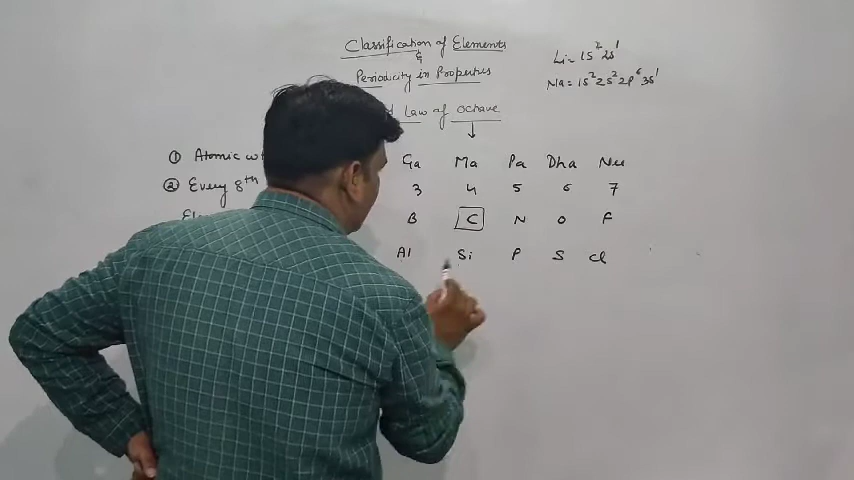 Classification of Elements
&
Periodicity in Properties
Law of octave
Li = 1S² 2S¹
Na = 1S² 2S² 2P⁶ 3S¹
① Atomic
② Every 8th
Ga Ma Pa Dha Nu
3 4 5 6 7
B C N O F
Al Si P S Cl